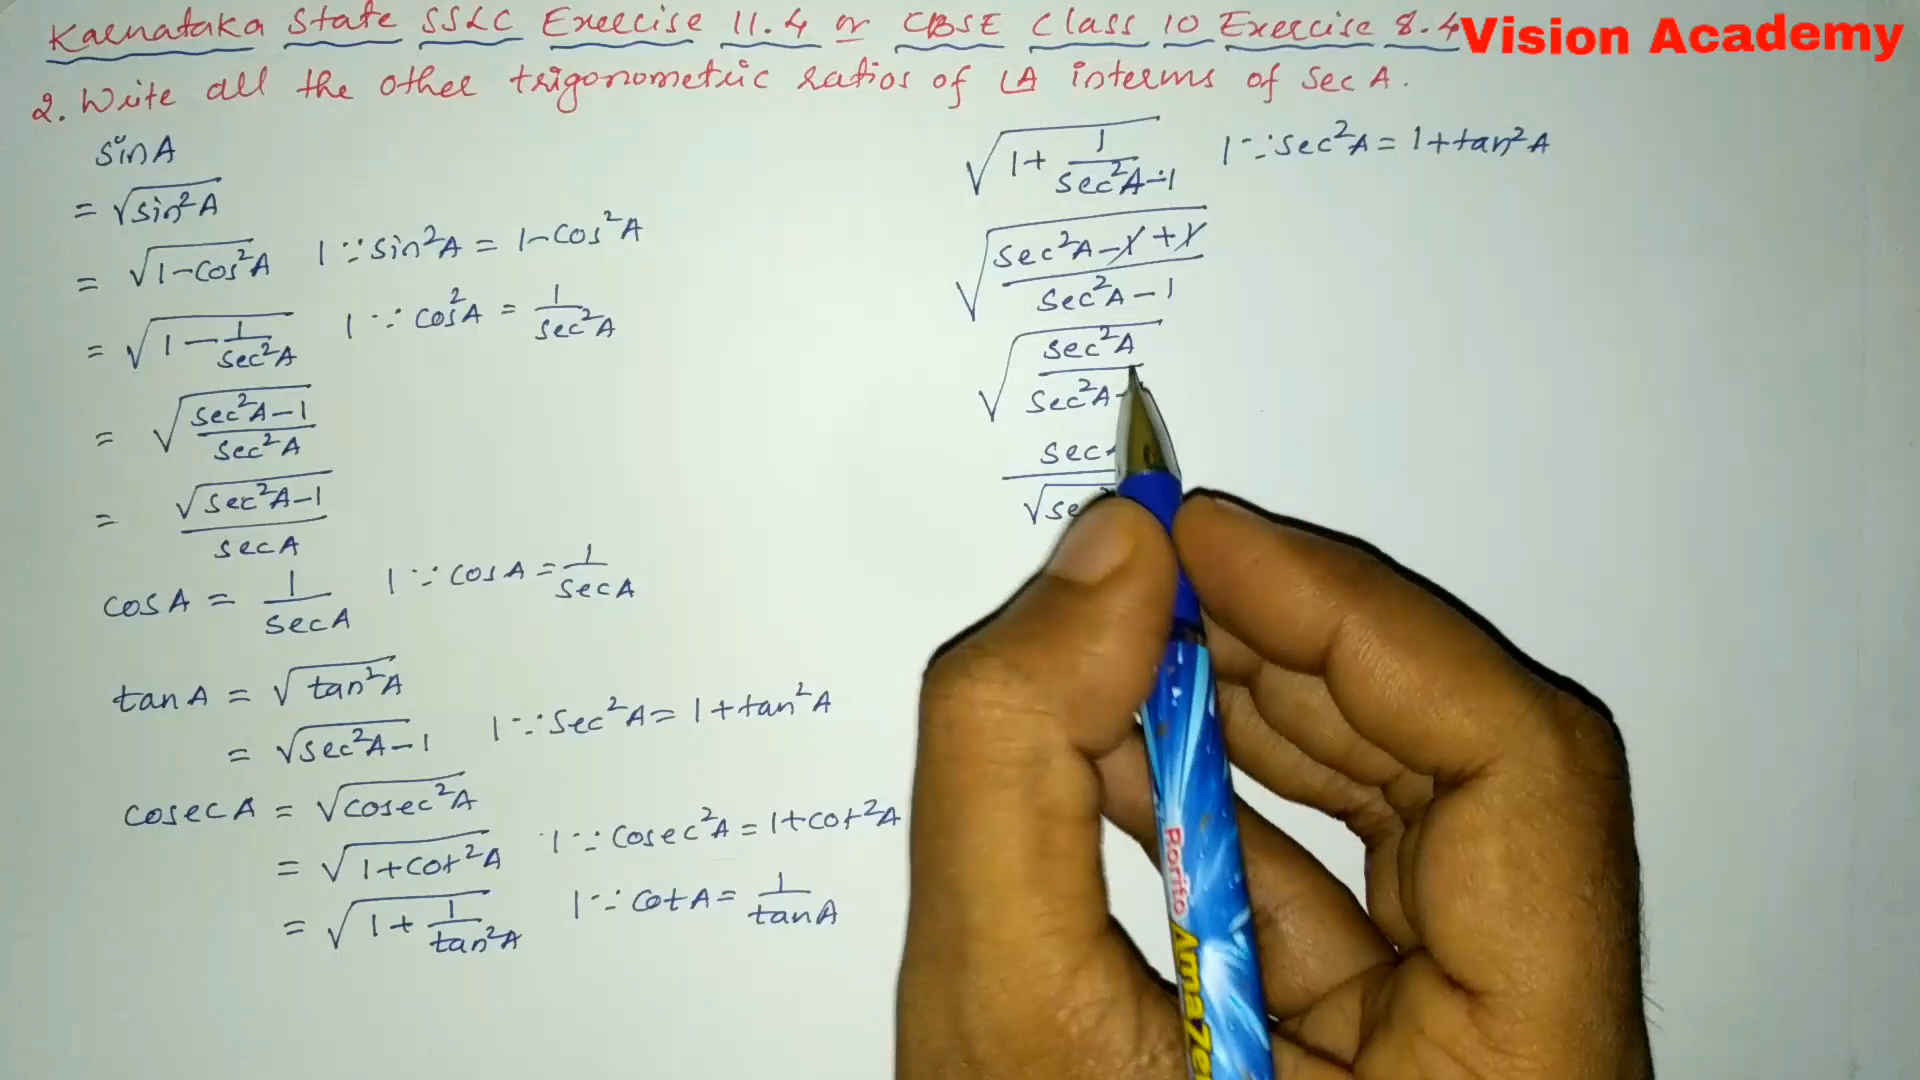 Karnataka State SSLC Exercise 11.4 or CBSE Class 10 Exercise 8.4
Vision Academy
2. Write all the other trigonometric ratios of ∠A interms of Sec A.
sinA
= √sin²A
= √1-cos²A | ∵ sin²A = 1-cos²A
= √1 - 1/sec²A | ∵ cos²A = 1/sec²A
= √sec²A-1/sec²A
= √sec²A-1/secA
cosA = 1/secA | ∵ cosA = 1/secA
tanA = √tan²A
= √sec²A-1 | ∵ sec²A = 1+tan²A
cosecA = √cosec²A
= √1+cot²A | ∵ cosec²A = 1+cot²A
= √1+1/tan²A | ∵ cotA = 1/tanA
√1+1/sec²A-1 | ∵ sec²A = 1+tan²A
√sec²A-1+1/sec²A-1
√sec²A/sec²A-
sec
√se
Rorito
Amaze